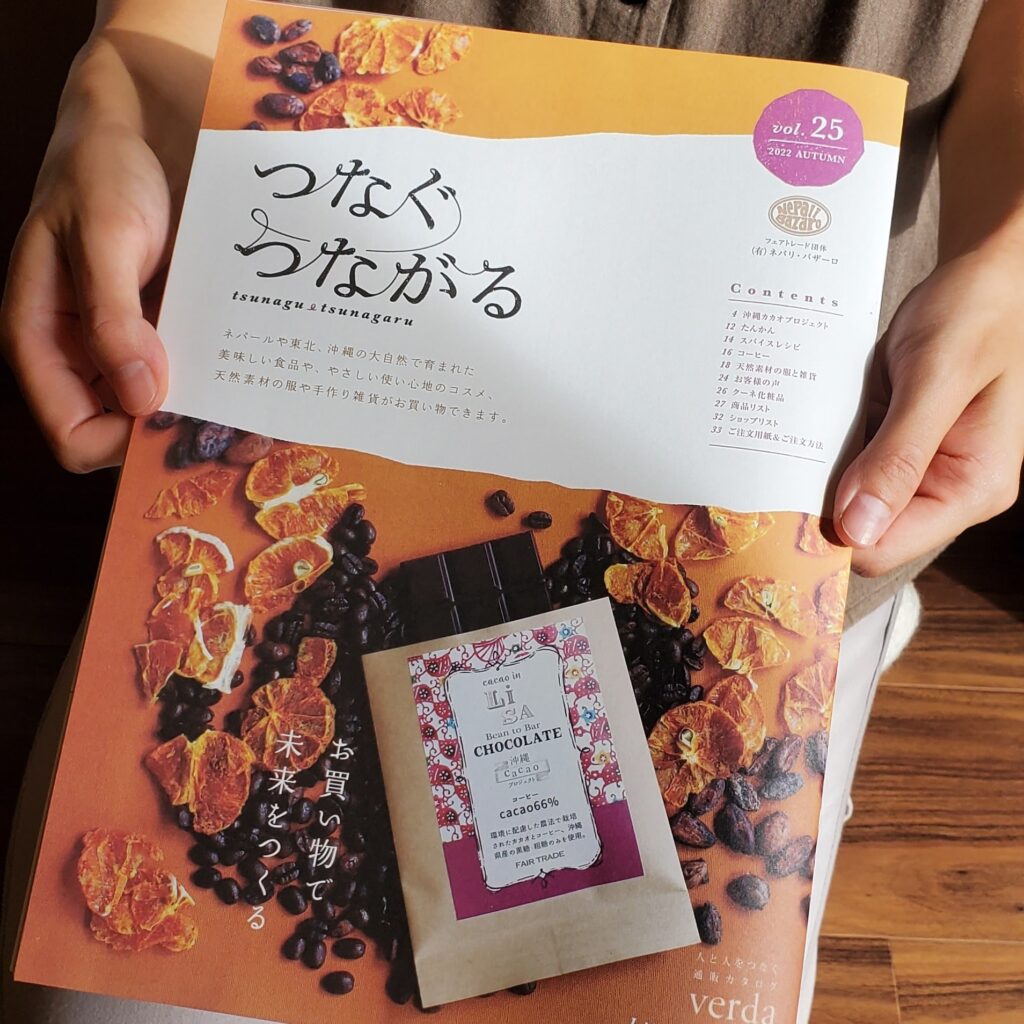 vol. 25
2022 AUTUMN
Nepali
Bazaro
フェアトレード団体
(有)ネパリ・バザーロ
つなぐ
つながる
tsunagu tsunagaru
ネパールや東北、沖縄の大自然で育まれた
美味しい食品や、やさしい使い心地のコスメ、
天然素材の服や手作り雑貨がお買い物できます。
Contents
4 沖縄カカオプロジェクト
12 たんかん
14 スパイスレシピ
16 コーヒー
18 天然素材の服と雑貨
24 お客様の声
26 クーネ化粧品
27 商品リスト
32 ショップリスト
33 ご注文用紙&ご注文方法
お買い物で
未来をつくる
cacao in
LiSA
Bean to Bar
CHOCOLATE
沖縄
cacao
プロジェクト
コーヒー
cacao66%
環境に配慮した農法で栽培
されたカカオとコーヒー、沖縄
県産の黒糖 粗糖のみを使用。
FAIR TRADE
人と人をつなぐ
通販カタログ
verda